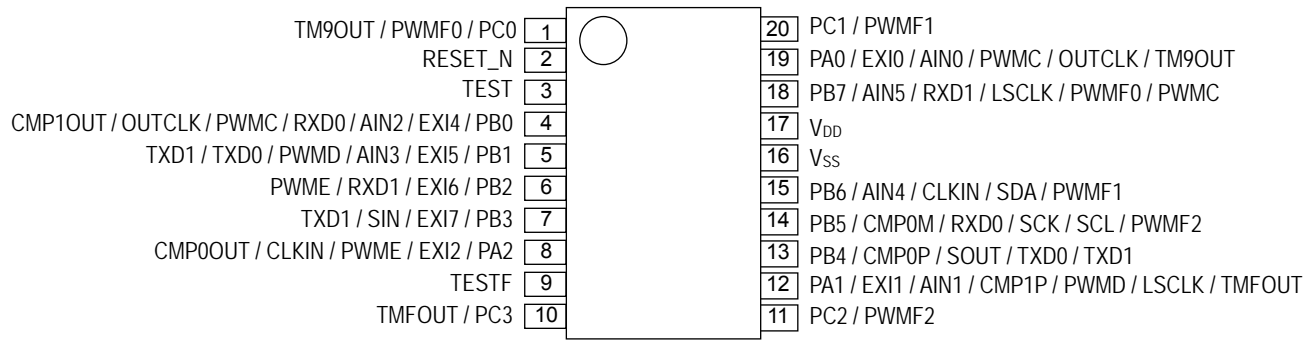 TM9OUT / PWMF0 / PC0 1
RESET_N 2
TEST 3
CMP1OUT / OUTCLK / PWMC / RXD0 / AIN2 / EXI4 / PB0 4
TXD1 / TXD0 / PWMD / AIN3 / EXI5 / PB1 5
PWME / RXD1 / EXI6 / PB2 6
TXD1 / SIN / EXI7 / PB3 7
CMP0OUT / CLKIN / PWME / EXI2 / PA2 8
TESTF 9
TMFOUT / PC3 10
20 PC1 / PWMF1
19 PA0 / EXI0 / AIN0 / PWMC / OUTCLK / TM9OUT
18 PB7 / AIN5 / RXD1 / LSCLK / PWMF0 / PWMC
17 VDD
16 VSS
15 PB6 / AIN4 / CLKIN / SDA / PWMF1
14 PB5 / CMP0M / RXD0 / SCK / SCL / PWMF2
13 PB4 / CMP0P / SOUT / TXD0 / TXD1
12 PA1 / EXI1 / AIN1 / CMP1P / PWMD / LSCLK / TMFOUT
11 PC2 / PWMF2